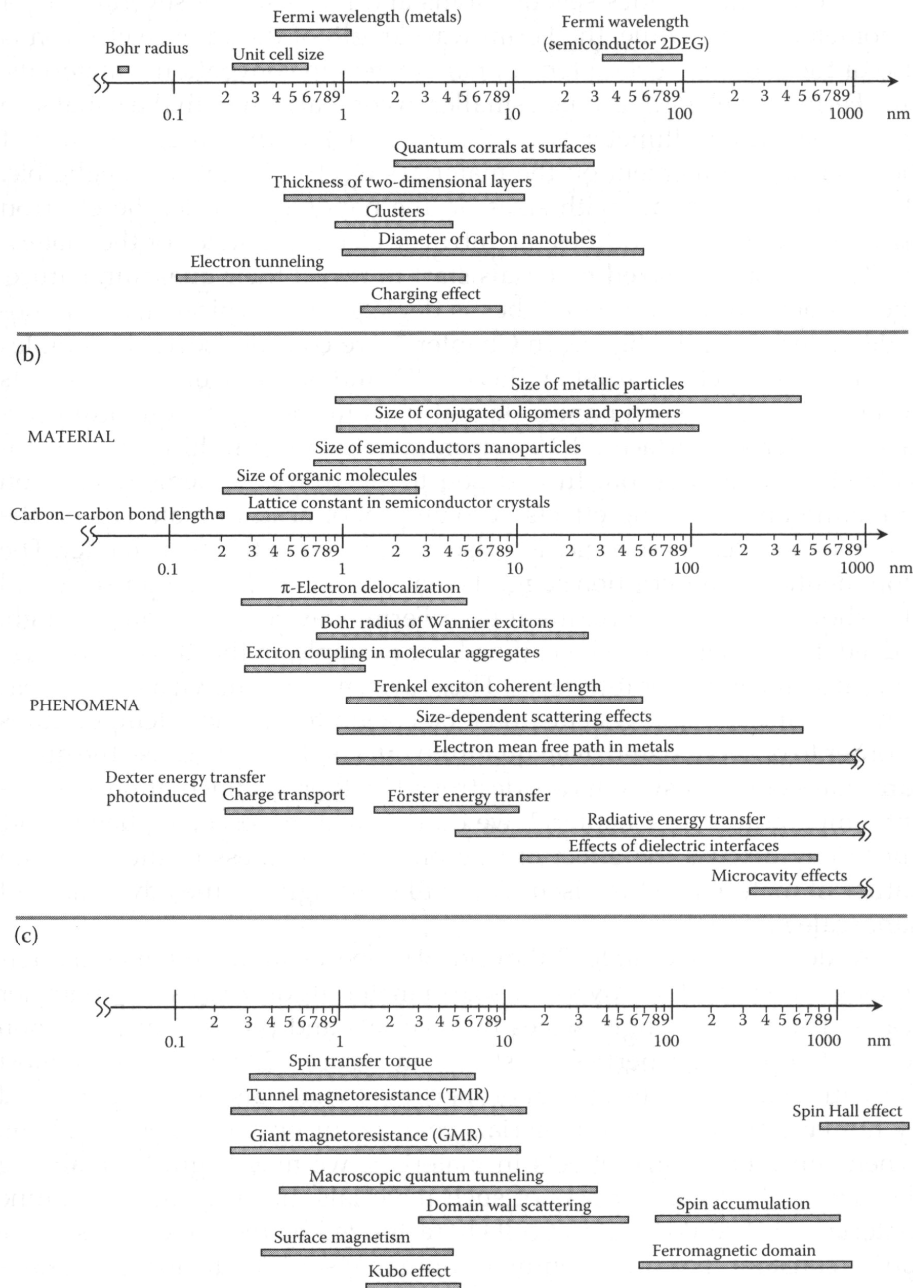 Fermi wavelength (metals)
Fermi wavelength
(semiconductor 2DEG)
Bohr radius
Unit cell size
2 3 4 5 6 7 8 9 2 3 4 5 6 7 8 9 2 3 4 5 6 7 8 9 2 3 4 5 6 7 8 9
0.1 1 10 100 1000 nm
Quantum corrals at surfaces
Thickness of two-dimensional layers
Clusters
Diameter of carbon nanotubes
Electron tunneling
Charging effect
(b)
Size of metallic particles
Size of conjugated oligomers and polymers
MATERIAL
Size of semiconductors nanoparticles
Size of organic molecules
Lattice constant in semiconductor crystals
Carbon–carbon bond length
2 3 4 5 6 7 8 9 2 3 4 5 6 7 8 9 2 3 4 5 6 7 8 9 2 3 4 5 6 7 8 9
0.1 1 10 100 1000 nm
π-Electron delocalization
Bohr radius of Wannier excitons
Exciton coupling in molecular aggregates
Frenkel exciton coherent length
PHENOMENA
Size-dependent scattering effects
Electron mean free path in metals
Dexter energy transfer
photoinduced
Charge transport
Förster energy transfer
Radiative energy transfer
Effects of dielectric interfaces
Microcavity effects
(c)
2 3 4 5 6 7 8 9 2 3 4 5 6 7 8 9 2 3 4 5 6 7 8 9 2 3 4 5 6 7 8 9
0.1 1 10 100 1000 nm
Spin transfer torque
Tunnel magnetoresistance (TMR)
Spin Hall effect
Giant magnetoresistance (GMR)
Macroscopic quantum tunneling
Domain wall scattering
Spin accumulation
Surface magnetism
Ferromagnetic domain
Kubo effect